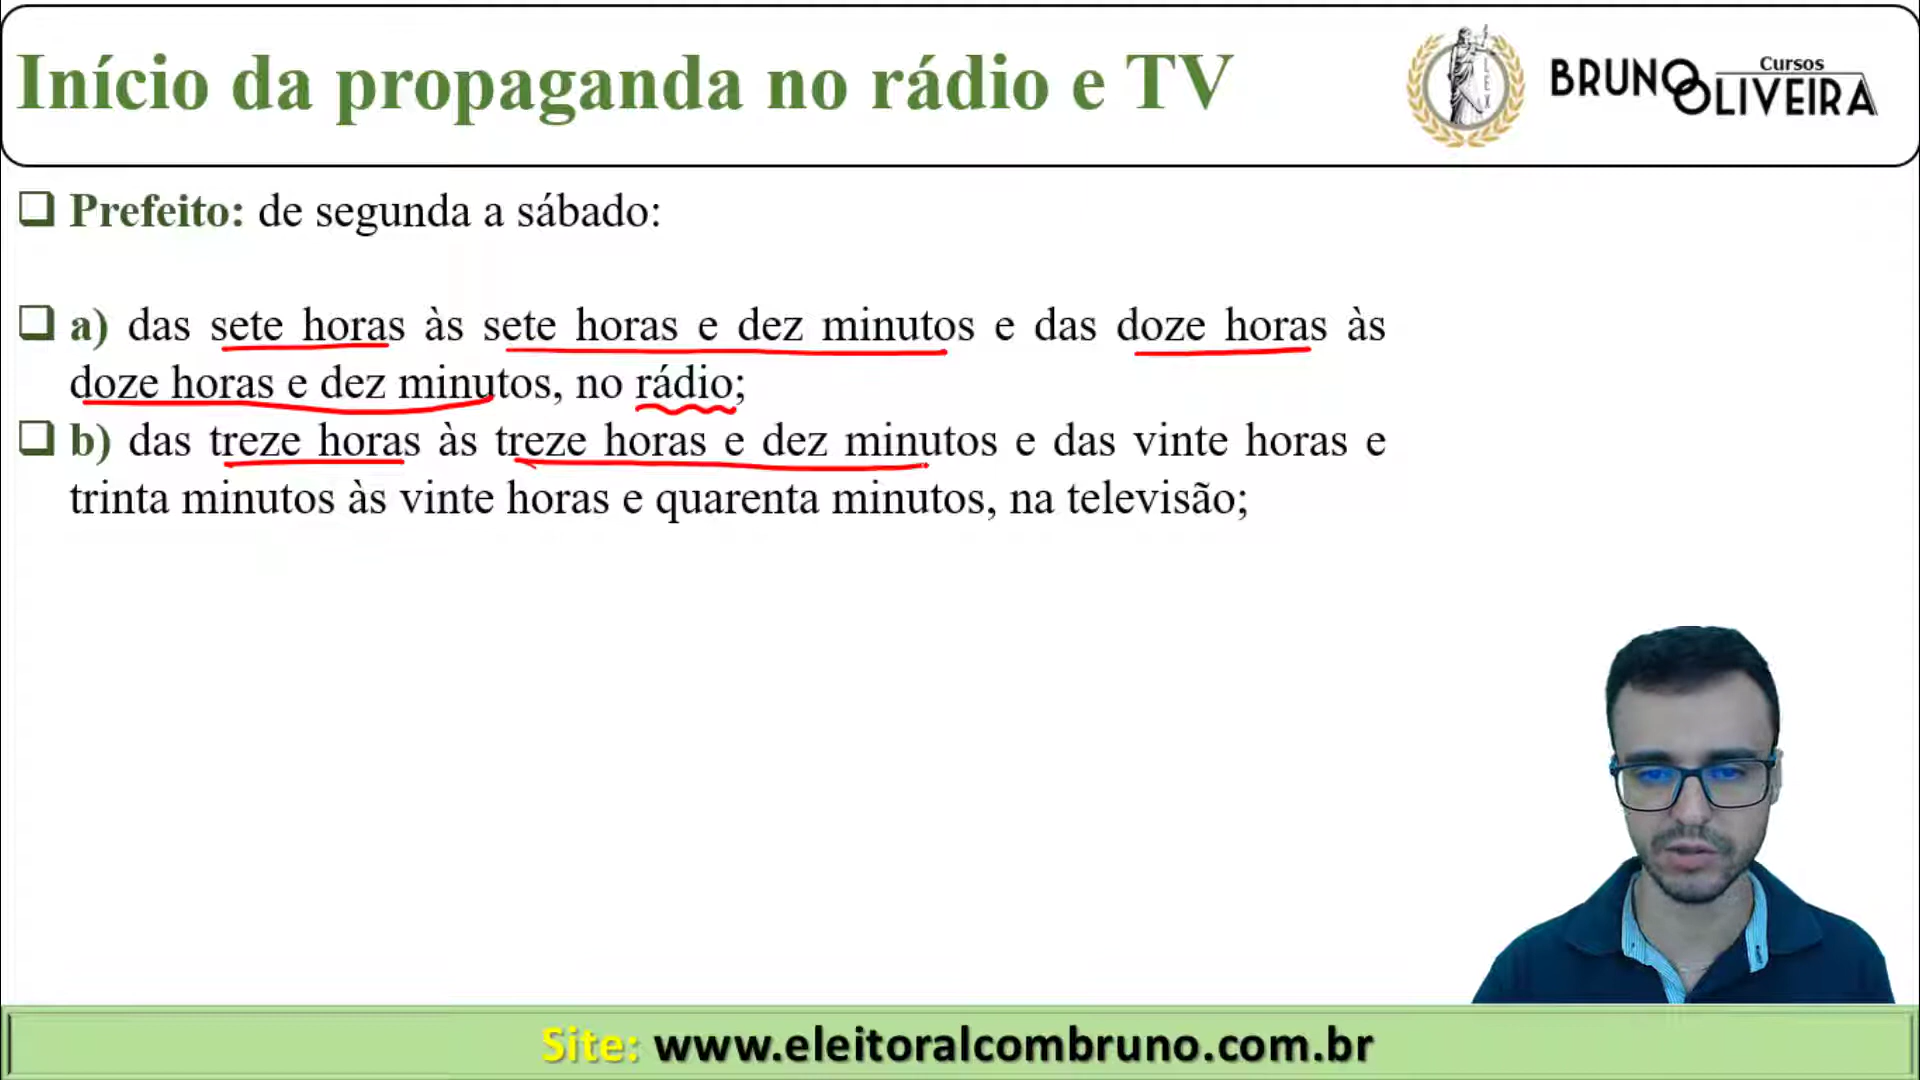 Início da propaganda no rádio e TV
LEX
Cursos
BRUNO OLIVEIRA
Prefeito: de segunda a sábado:
a) das sete horas às sete horas e dez minutos e das doze horas às
doze horas e dez minutos, no rádio;
b) das treze horas às treze horas e dez minutos e das vinte horas e
trinta minutos às vinte horas e quarenta minutos, na televisão;
Site: www.eleitoralcombruno.com.br